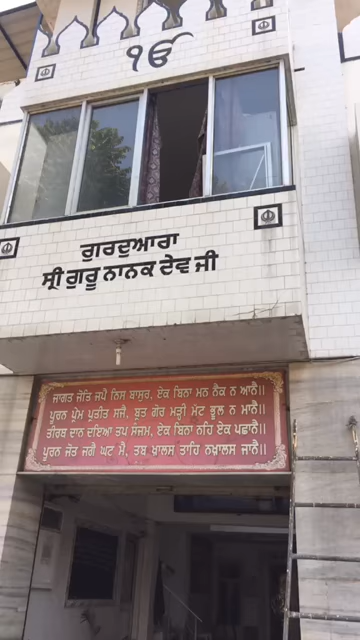 ੴ
ਗੁਰਦੁਆਰਾ
ਸ੍ਰੀ ਗੁਰੂ ਨਾਨਕ ਦੇਵ ਜੀ
ਜਾਗਤ ਜੋਤਿ ਜਪੈ ਨਿਸ ਬਾਸੁਰ, ਏਕ ਬਿਨਾ ਮਨ ਨੈਕ ਨ ਆਨੈ॥
ਪੂਰਨ ਪ੍ਰੇਮ ਪ੍ਰਤੀਤ ਸਜੈ, ਬ੍ਰਤ ਗੋਰ ਮੜ੍ਹੀ ਮੱਟ ਭੂਲ ਨ ਮਾਨੈ॥
ਤੀਰਥ ਦਾਨ ਦਇਆ ਤਪ ਸੰਜਮ, ਏਕ ਬਿਨਾ ਨਹਿ ਏਕ ਪਛਾਨੈ॥
ਪੂਰਨ ਜੋਤ ਜਗੈ ਘਟ ਮੈ, ਤਬ ਖ਼ਾਲਸ ਤਾਹਿ ਨਖ਼ਾਲਸ ਜਾਨੈ॥